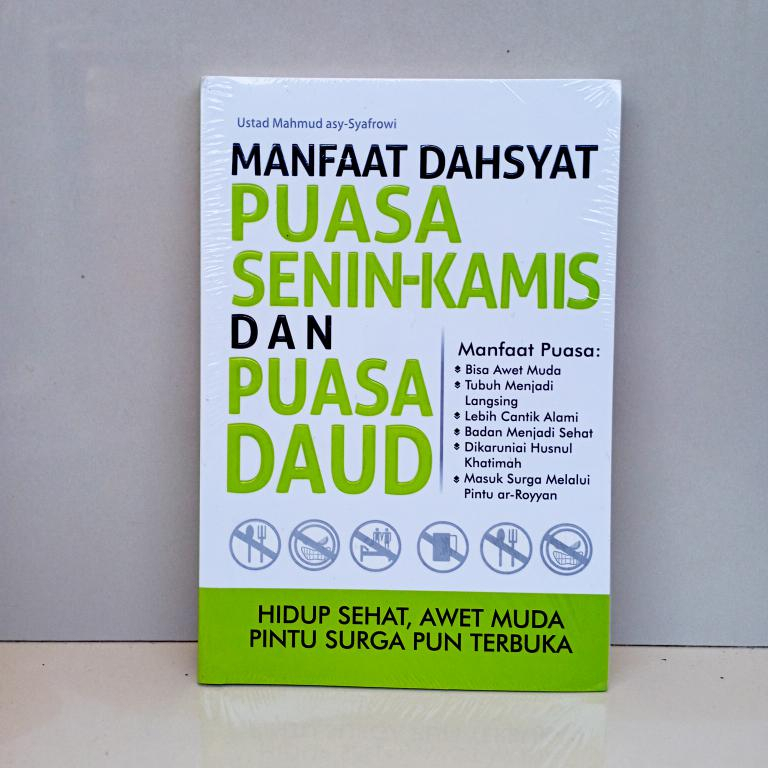 Ustad Mahmud asy-Syafrowi
MANFAAT DAHSYAT
PUASA
SENIN-KAMIS
DAN
PUASA
DAUD
Manfaat Puasa:
Bisa Awet Muda
Tubuh Menjadi
Langsing
Lebih Cantik Alami
Badan Menjadi Sehat
Dikaruniai Husnul
Khatimah
Masuk Surga Melalui
Pintu ar-Royyan
HIDUP SEHAT, AWET MUDA
PINTU SURGA PUN TERBUKA